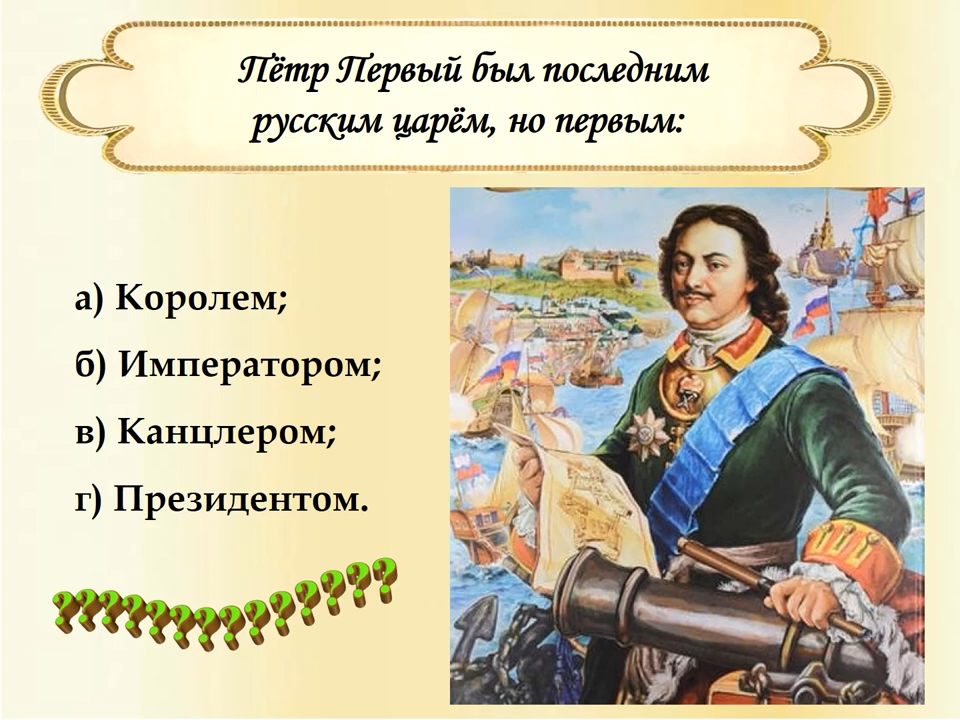 Пётр Первый был последним
русским царём, но первым:
а) Королем;
б) Императором;
в) Канцлером;
г) Президентом.
???????????????